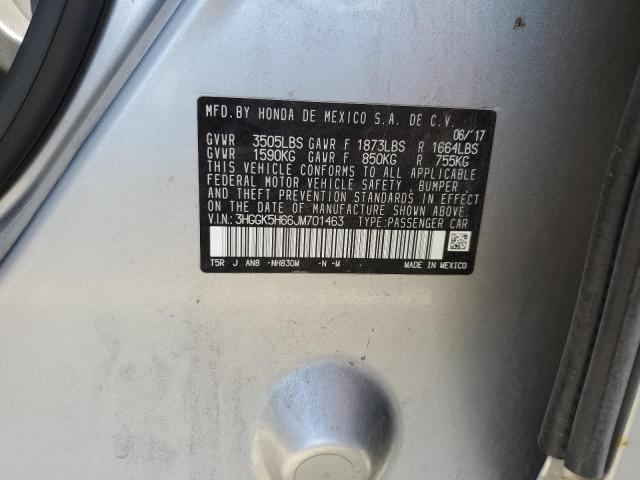 MFD. BY HONDA DE MEXICO S.A. DE C.V.
06/'17
GVWR 3505LBS GAWR F 1873LBS R 1664LBS
GVWR 1590KG GAWR F 850KG R 755KG
THIS VEHICLE CONFORMS TO ALL APPLICABLE
FEDERAL MOTOR VEHICLE SAFETY, BUMPER
AND THEFT PREVENTION STANDARDS IN EFFECT
ON THE DATE OF MANUFACTURE SHOWN ABOVE.
V.I.N.: 3HGGK5H66JM701463 TYPE: PASSENGER CAR
T5R J AN8 -NH830M -N -M MADE IN MEXICO